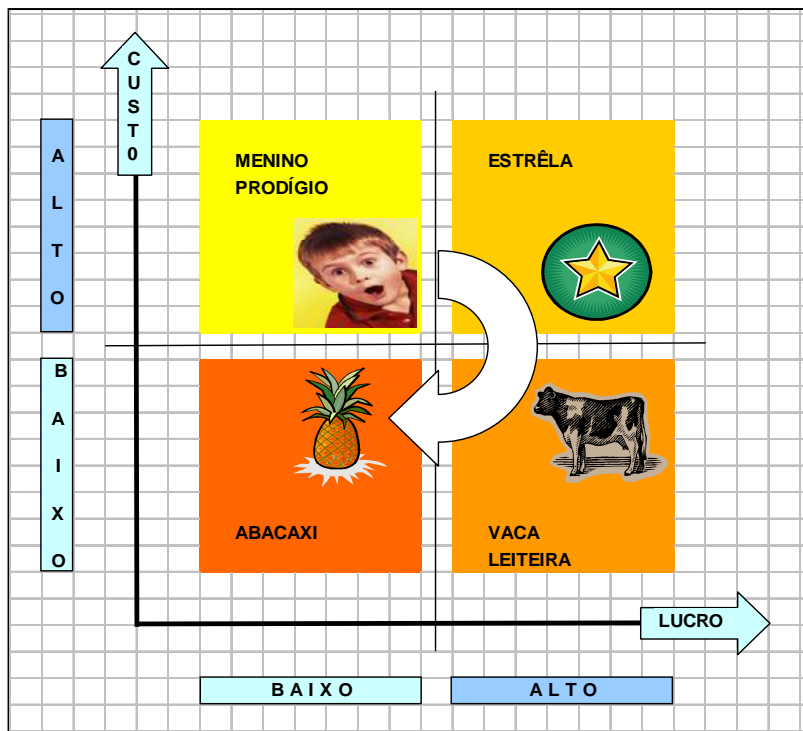 CUST0
ALTO
MENINO
PRODÍGIO
ESTRÊLA
BAIXO
ABACAXI
VACA
LEITEIRA
LUCRO
BAIXO
ALTO